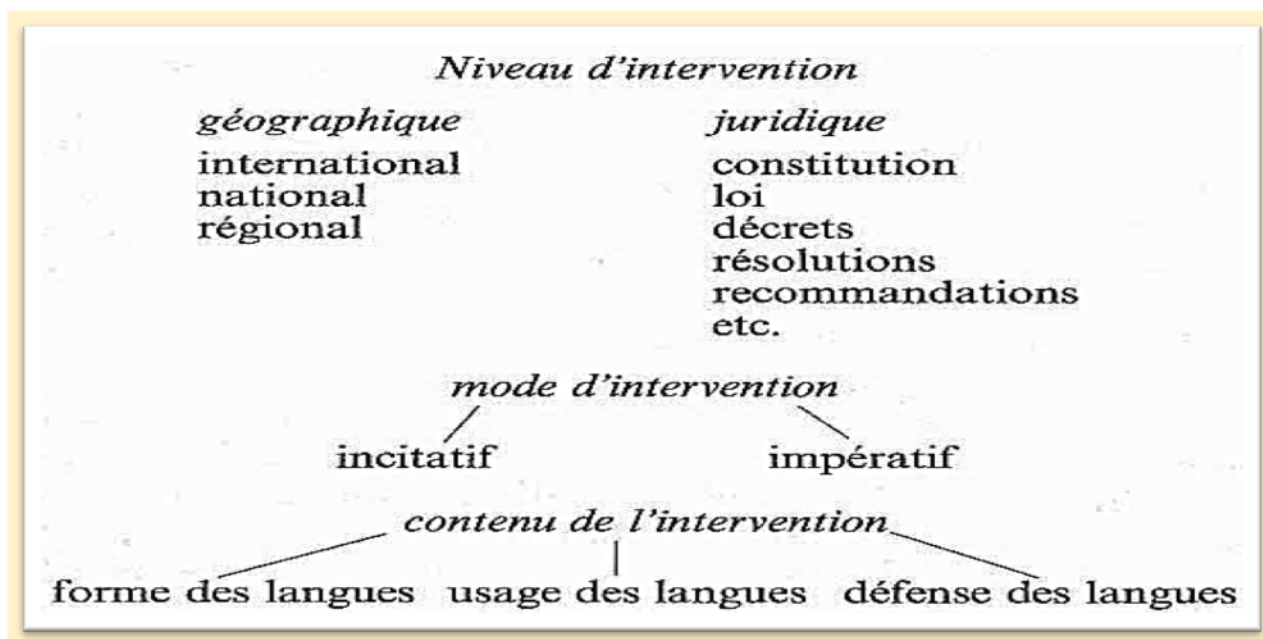 Niveau d'intervention
géographique juridique
international constitution
national loi
régional décrets
résolutions
recommandations
etc.
mode d'intervention
incitatif impératif
contenu de l'intervention
forme des langues usage des langues défense des langues